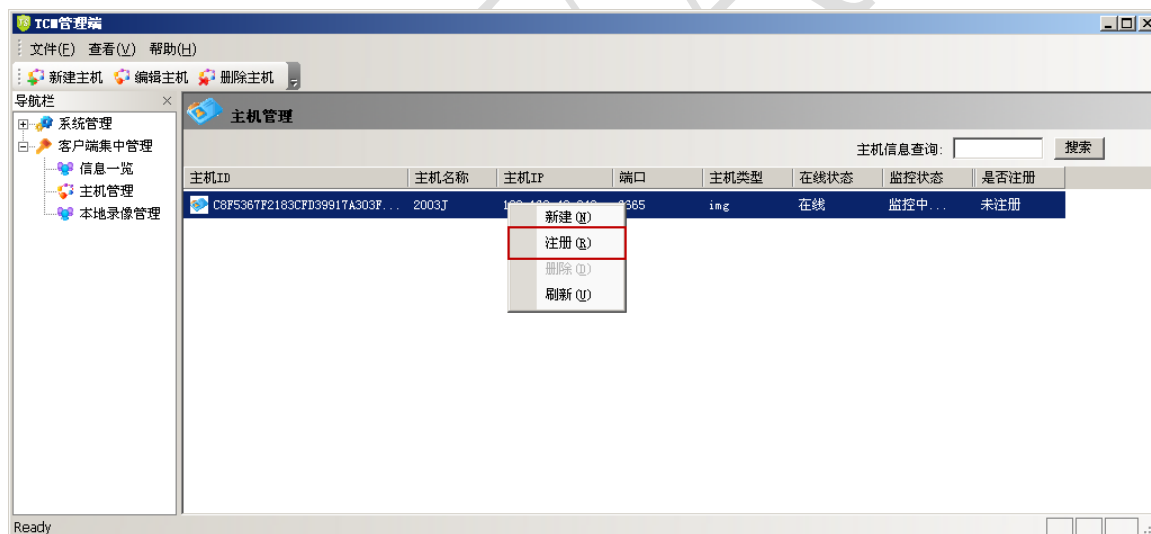 TCM管理端
文件(F) 查看(V) 帮助(H)
新建主机 编辑主机 删除主机
导航栏
系统管理
客户端集中管理
信息一览
主机管理
本地录像管理
主机管理
主机信息查询: 搜索
主机ID 主机名称 主机IP 端口 主机类型 在线状态 监控状态 是否注册
C8F5367F2183CFD39917A303F... 2003J img 在线 监控中... 未注册
新建(N)
注册(R)
删除(D)
刷新(U)
Ready